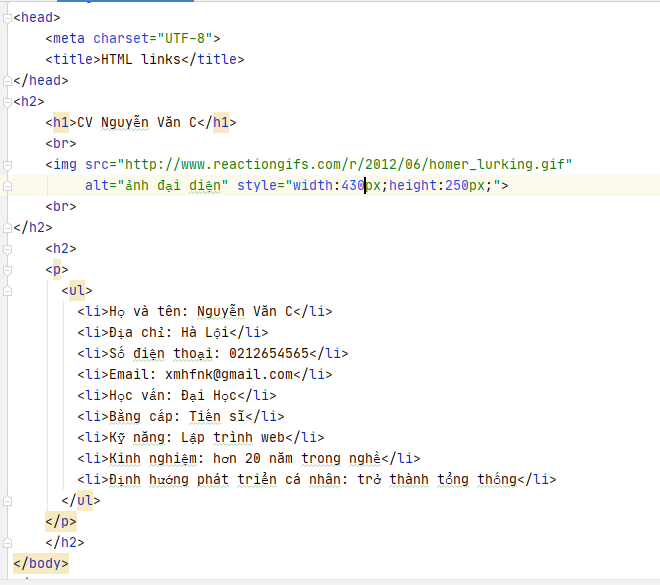 <head>
    <meta charset="UTF-8">
    <title>HTML links</title>
</head>
<h2>
    <h1>CV Nguyễn Văn C</h1>
    <br>
    <img src="http://www.reactiongifs.com/r/2012/06/homer_lurking.gif"
         alt="ảnh đại diện" style="width:430px;height:250px;">
    <br>
</h2>
    <h2>
    <p>
      <ul>
        <li>Họ và tên: Nguyễn Văn C</li>
        <li>Địa chỉ: Hà Lội</li>
        <li>Số điện thoại: 0212654565</li>
        <li>Email: xmhfnk@gmail.com</li>
        <li>Học vấn: Đại Học</li>
        <li>Bằng cấp: Tiến sĩ</li>
        <li>Kỹ năng: Lập trình web</li>
        <li>Kinh nghiệm: hơn 20 năm trong nghề</li>
        <li>Định hướng phát triển cá nhân: trở thành tổng thống</li>
      </ul>
    </p>
    </h2>
</body>